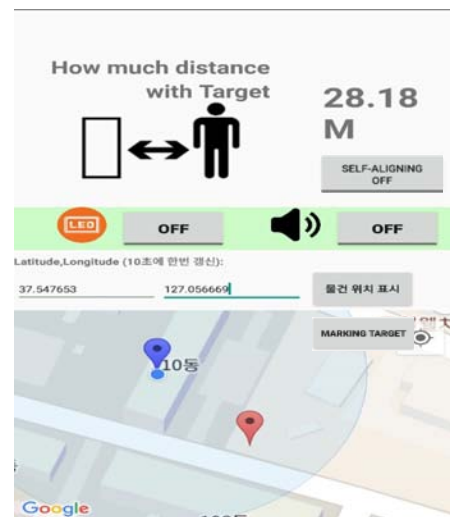 How much distance
with Target
28.18
M
SELF-ALIGNING
OFF
LED
OFF
OFF
Latitude,Longitude (10초에 한번 갱신):
37.547653
127.056669
물건 위치 표시
MARKING TARGET
10동
Google